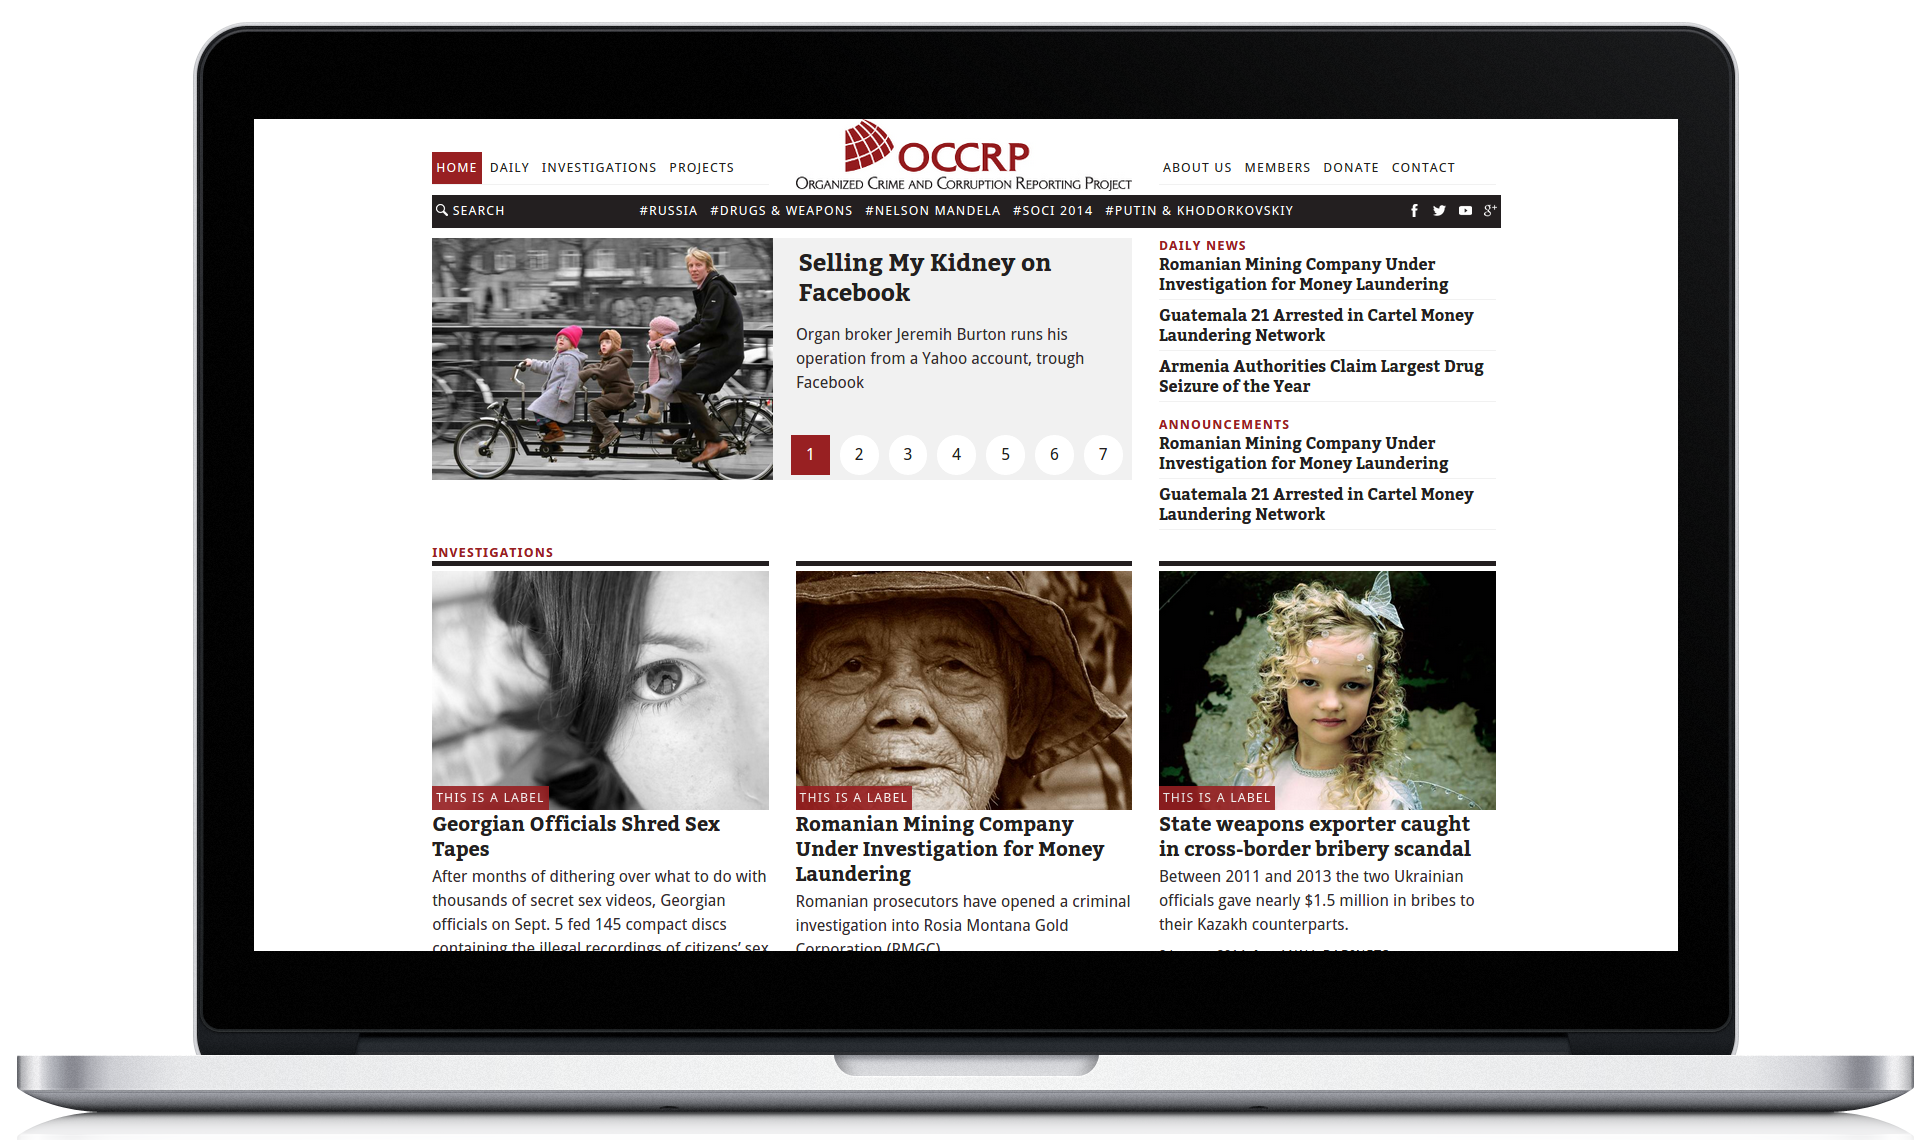 OCCRP
ORGANIZED CRIME AND CORRUPTION REPORTING PROJECT
HOME DAILY INVESTIGATIONS PROJECTS
ABOUT US MEMBERS DONATE CONTACT
SEARCH #RUSSIA #DRUGS & WEAPONS #NELSON MANDELA #SOCI 2014 #PUTIN & KHODORKOVSKIY f g+
Selling My Kidney on
Facebook
Organ broker Jeremih Burton runs his
operation from a Yahoo account, trough
Facebook
1 2 3 4 5 6 7
DAILY NEWS
Romanian Mining Company Under
Investigation for Money Laundering
Guatemala 21 Arrested in Cartel Money
Laundering Network
Armenia Authorities Claim Largest Drug
Seizure of the Year
ANNOUNCEMENTS
Romanian Mining Company Under
Investigation for Money Laundering
Guatemala 21 Arrested in Cartel Money
Laundering Network
INVESTIGATIONS
THIS IS A LABEL
Georgian Officials Shred Sex
Tapes
After months of dithering over what to do with
thousands of secret sex videos, Georgian
officials on Sept. 5 fed 145 compact discs
containing the illegal recordings of citizens' sex
THIS IS A LABEL
Romanian Mining Company
Under Investigation for Money
Laundering
Romanian prosecutors have opened a criminal
investigation into Rosia Montana Gold
Corporation (RMGC)
THIS IS A LABEL
State weapons exporter caught
in cross-border bribery scandal
Between 2011 and 2013 the two Ukrainian
officials gave nearly $1.5 million in bribes to
their Kazakh counterparts.